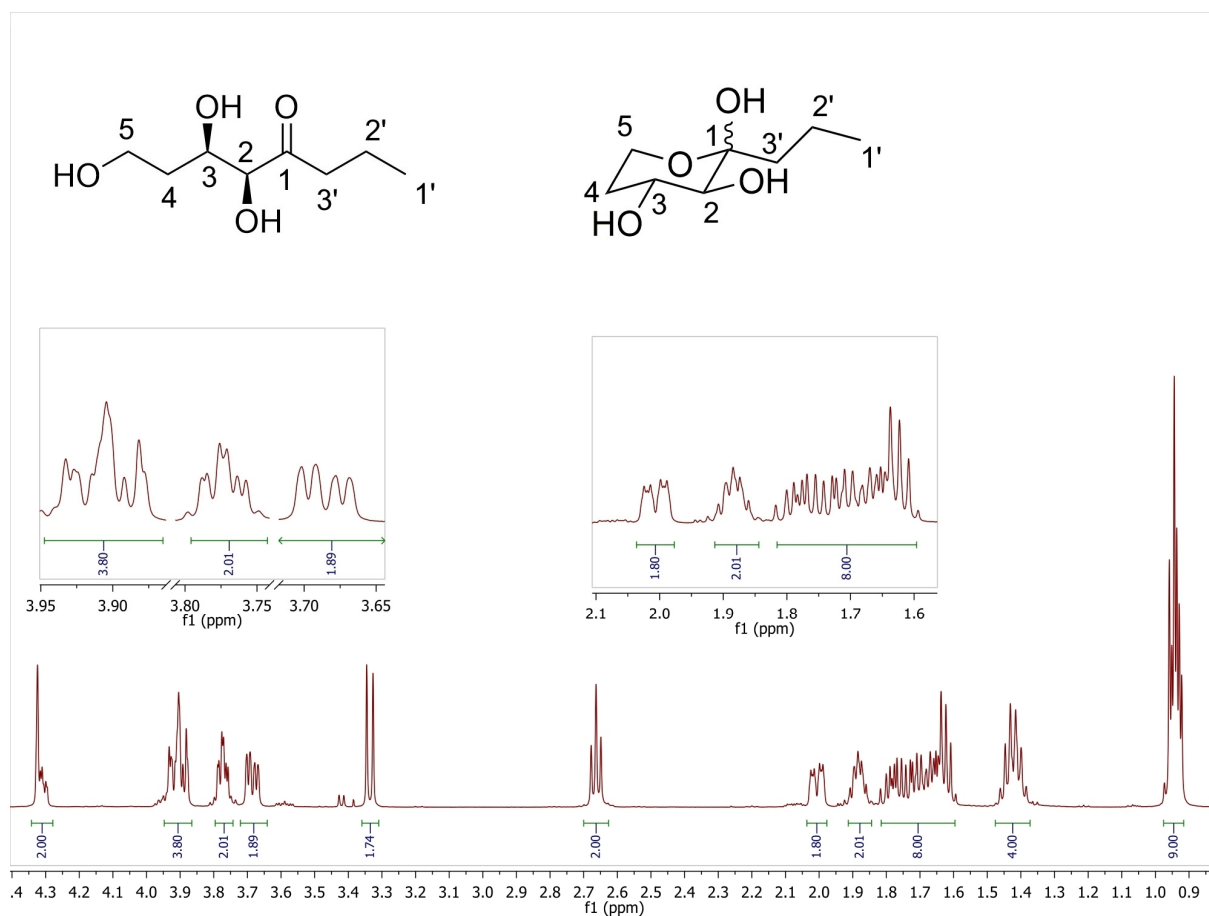 OH O
5 2 2'
HO 3 1 1'
4 OH 3'
OH 2'
5 1 3' 1'
O
4 OH
HO 3 2
3.80 2.01 1.89
3.95 3.90 3.80 3.75 3.70 3.65
f1 (ppm)
1.80 2.01 8.00
2.1 2.0 1.9 1.8 1.7 1.6
f1 (ppm)
2.00 3.80 2.01 1.89 1.74 2.00 1.80 2.01 8.00 4.00 9.00
.4 4.3 4.2 4.1 4.0 3.9 3.8 3.7 3.6 3.5 3.4 3.3 3.2 3.1 3.0 2.9 2.8 2.7 2.6 2.5 2.4 2.3 2.2 2.1 2.0 1.9 1.8 1.7 1.6 1.5 1.4 1.3 1.2 1.1 1.0 0.9
f1 (ppm)